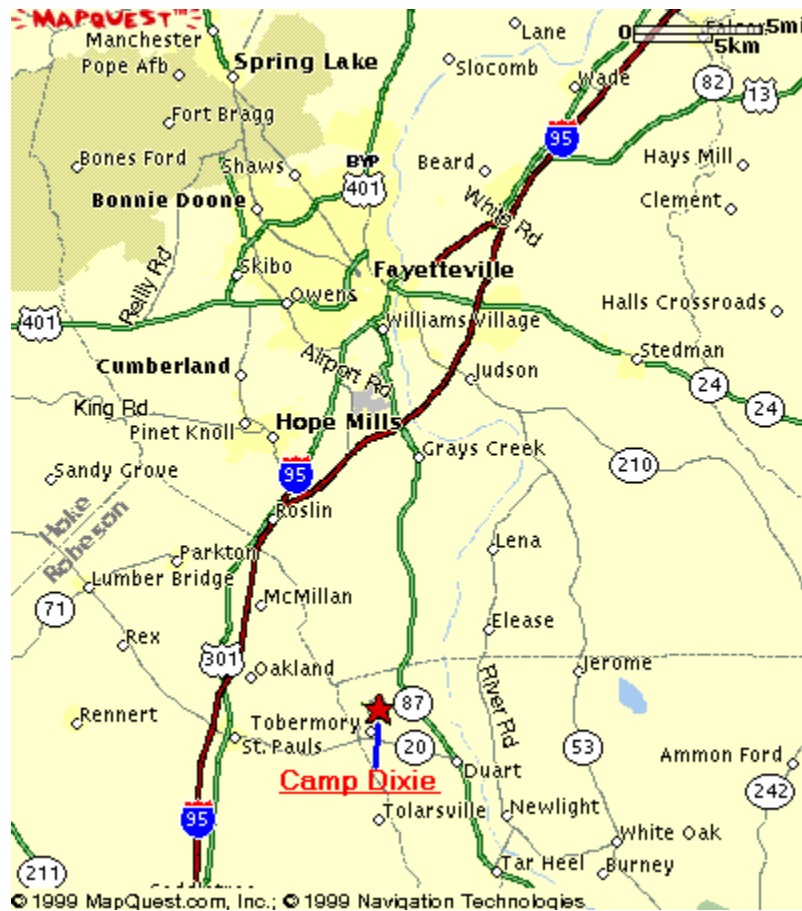 MAPQUEST™
Manchester
Lane
0 5mi
5km
Pope Afb
Spring Lake
Slocomb
Wade
82
13
Fort Bragg
95
Bones Ford
Shaws
BYP
401
Beard
Hays Mill
Bonnie Doone
White Rd
Clement
Reilly Rd
Skibo
Fayetteville
Owens
Halls Crossroads
401
Williams Village
Stedman
Cumberland
Airport Rd
Judson
24
24
King Rd
Pinet Knoll
Hope Mills
Grays Creek
210
Sandy Grove
95
Roslin
Hoke
Robeson
Parkton
Lena
Lumber Bridge
71
McMillan
Elease
Rex
301
Oakland
River Rd
Jerome
Rennert
Tobermory
87
St. Pauls
20
53
Duart
Ammon Ford
Camp Dixie
242
95
Tolarsville
Newlight
White Oak
211
Tar Heel
Burney
© 1999 MapQuest.com, Inc.; © 1999 Navigation Technologies